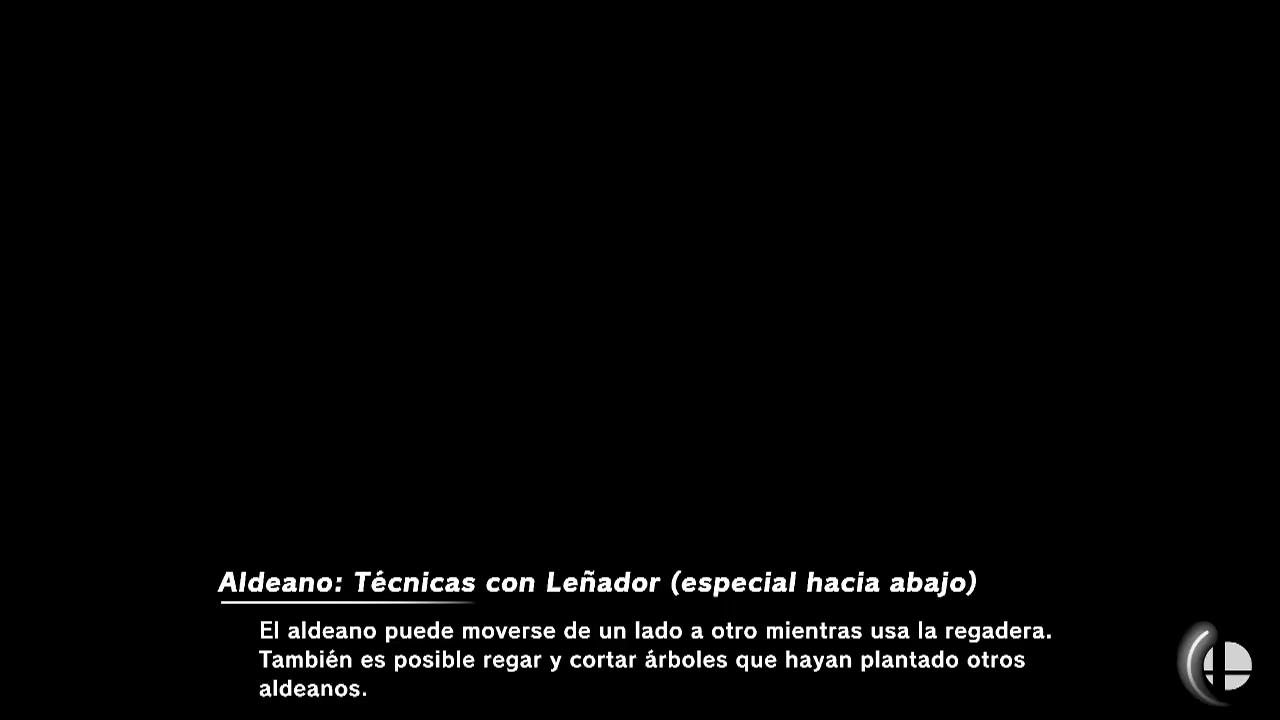 Aldeano: Técnicas con Leñador (especial hacia abajo)
El aldeano puede moverse de un lado a otro mientras usa la regadera.
También es posible regar y cortar árboles que hayan plantado otros
aldeanos.